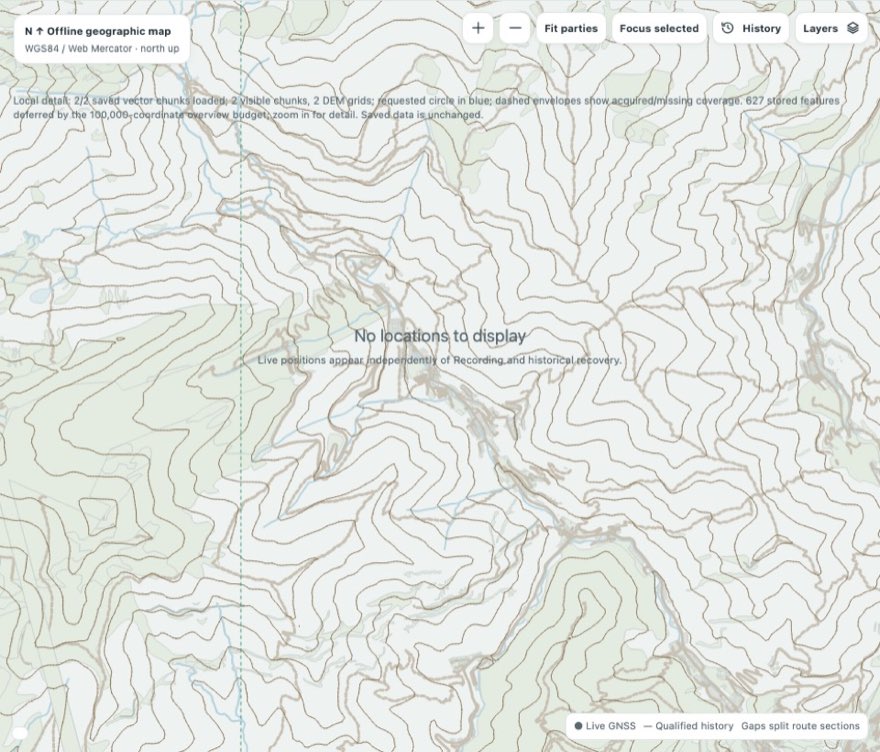 N ↑ Offline geographic map
WGS84 / Web Mercator · north up
+
−
Fit parties
Focus selected
History
Layers
Local detail: 2/2 saved vector chunks loaded; 2 visible chunks, 2 DEM grids; requested circle in blue; dashed envelopes show acquired/missing coverage. 627 stored features
deferred by the 100,000-coordinate overview budget; zoom in for detail. Saved data is unchanged.
No locations to display
Live positions appear independently of Recording and historical recovery.
● Live GNSS — Qualified history Gaps split route sections